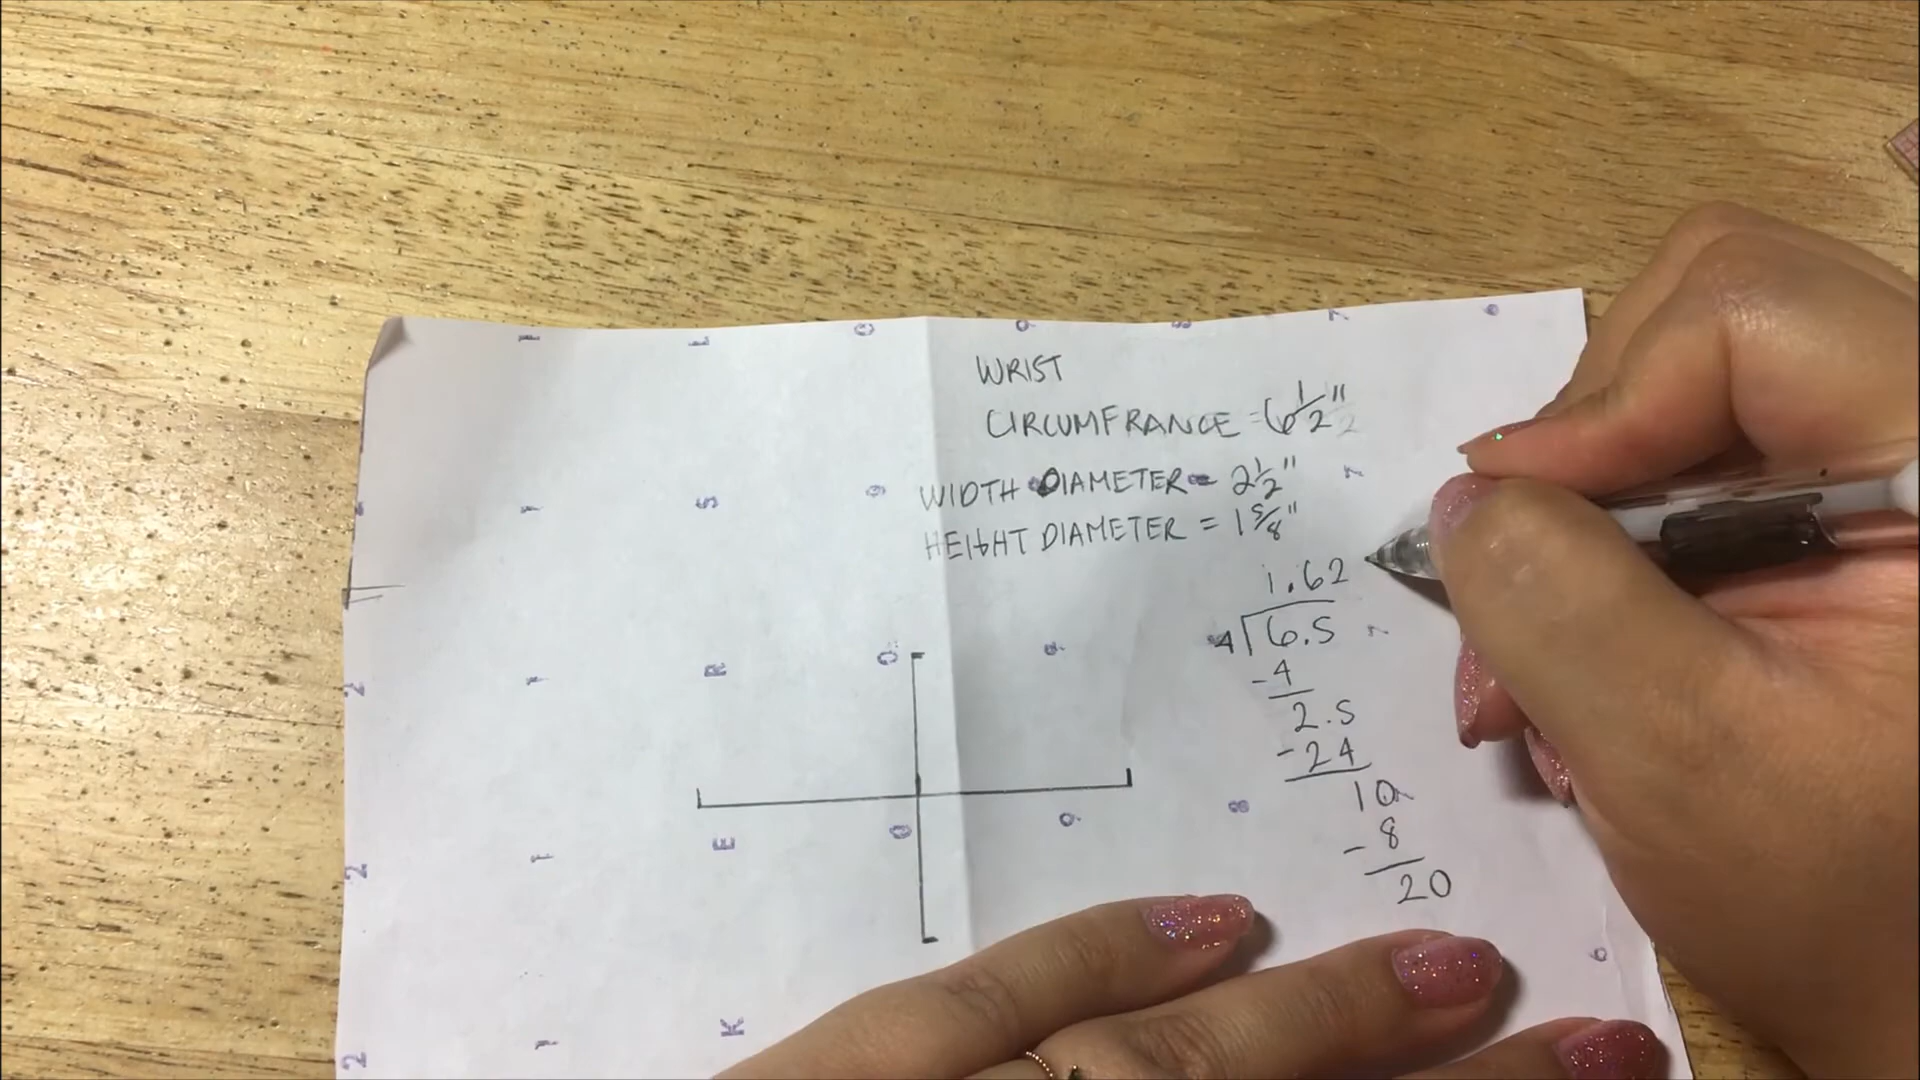 WRIST
CIRCUMFRANCE = 6 1/2"
WIDTH DIAMETER = 2 1/2"
HEIGHT DIAMETER = 1 5/8"
1.62
4 6.5
- 4
2.5
- 24
10
- 8
20